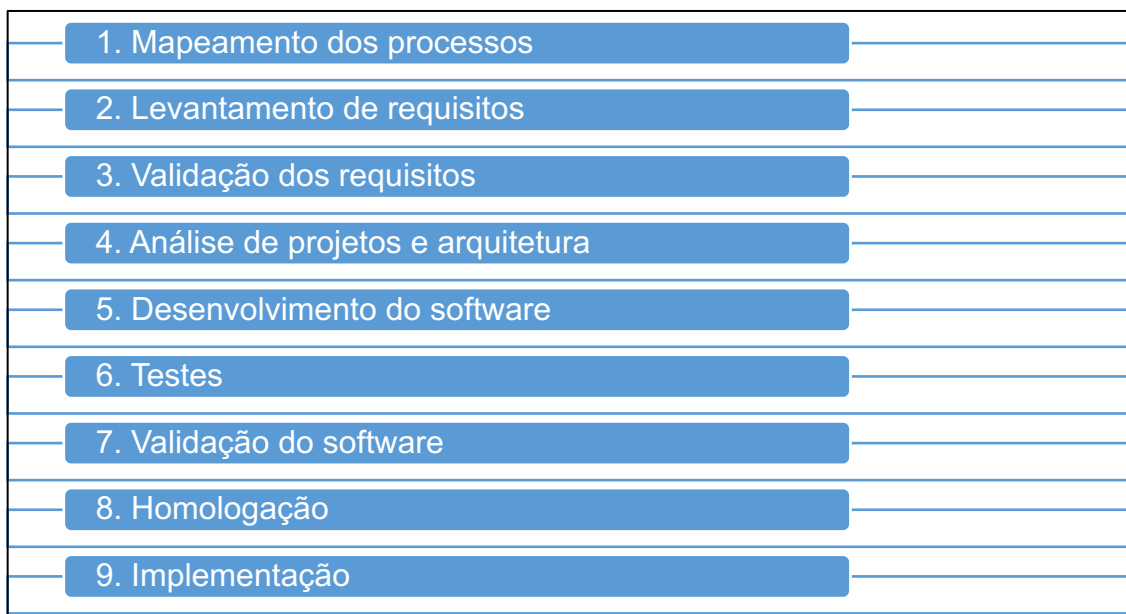 1. Mapeamento dos processos
2. Levantamento de requisitos
3. Validação dos requisitos
4. Análise de projetos e arquitetura
5. Desenvolvimento do software
6. Testes
7. Validação do software
8. Homologação
9. Implementação